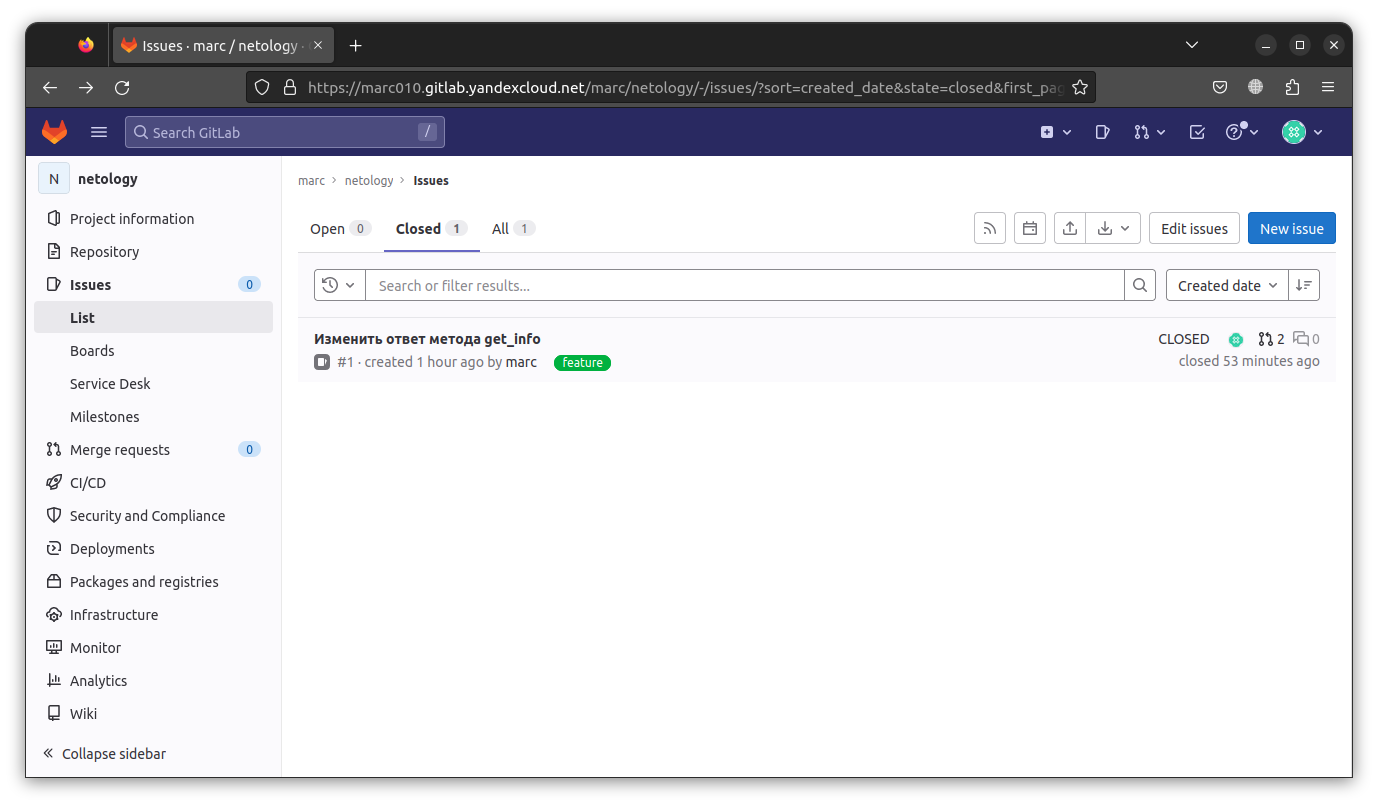 Issues · marc / netology ·
https://marc010.gitlab.yandexcloud.net/marc/netology/-/issues/?sort=created_date&state=closed&first_pag
Search GitLab /
N netology
Project information
Repository
Issues 0
List
Boards
Service Desk
Milestones
Merge requests 0
CI/CD
Security and Compliance
Deployments
Packages and registries
Infrastructure
Monitor
Analytics
Wiki
Collapse sidebar
marc › netology › Issues
Open 0 Closed 1 All 1 Edit issues New issue
Search or filter results... Created date
Изменить ответ метода get_info CLOSED 2 0
#1 · created 1 hour ago by marc feature closed 53 minutes ago